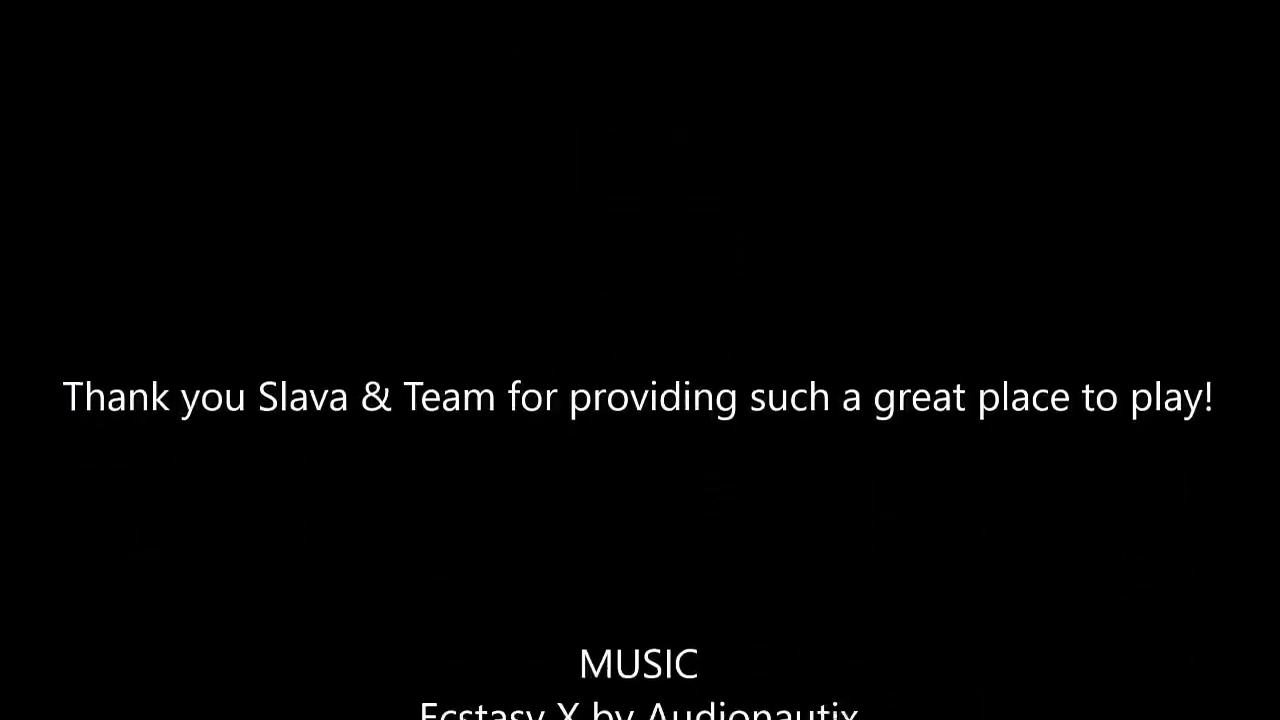 Thank you Slava & Team for providing such a great place to play!
MUSIC
Ecstasy X by Audionautix